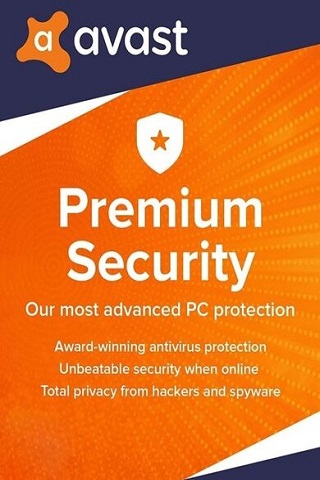 avast
Premium
Security
Our most advanced PC protection
Award-winning antivirus protection
Unbeatable security when online
Total privacy from hackers and spyware